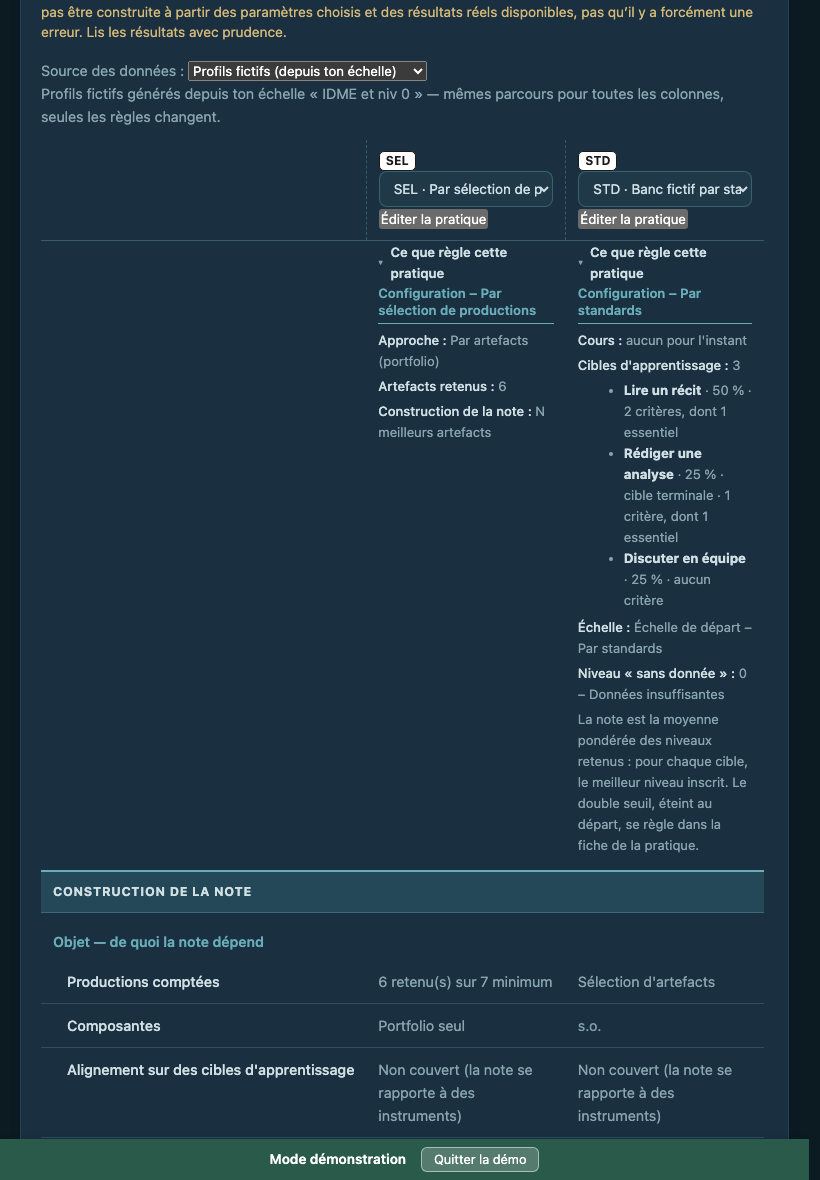 pas être construite à partir des paramètres choisis et des résultats réels disponibles, pas qu’il y a forcément une
erreur. Lis les résultats avec prudence.
Source des données : Profils fictifs (depuis ton échelle)
Profils fictifs générés depuis ton échelle « IDME et niv 0 » — mêmes parcours pour toutes les colonnes,
seules les règles changent.
SEL
SEL · Par sélection de p
Éditer la pratique
STD
STD · Banc fictif par sta
Éditer la pratique
Ce que règle cette
pratique
Configuration – Par
sélection de productions
Approche : Par artefacts
(portfolio)
Artefacts retenus : 6
Construction de la note : N
meilleurs artefacts
Ce que règle cette
pratique
Configuration – Par
standards
Cours : aucun pour l'instant
Cibles d'apprentissage : 3
• Lire un récit · 50 % ·
2 critères, dont 1
essentiel
• Rédiger une
analyse · 25 % ·
cible terminale · 1
critère, dont 1
essentiel
• Discuter en équipe
· 25 % · aucun
critère
Échelle : Échelle de départ –
Par standards
Niveau « sans donnée » : 0
– Données insuffisantes
La note est la moyenne
pondérée des niveaux
retenus : pour chaque cible,
le meilleur niveau inscrit. Le
double seuil, éteint au
départ, se règle dans la
fiche de la pratique.
CONSTRUCTION DE LA NOTE
Objet — de quoi la note dépend
Productions comptées
6 retenu(s) sur 7 minimum
Sélection d'artefacts
Composantes
Portfolio seul
s.o.
Alignement sur des cibles d'apprentissage
Non couvert (la note se
rapporte à des
instruments)
Non couvert (la note se
rapporte à des
instruments)
Mode démonstration
Quitter la démo